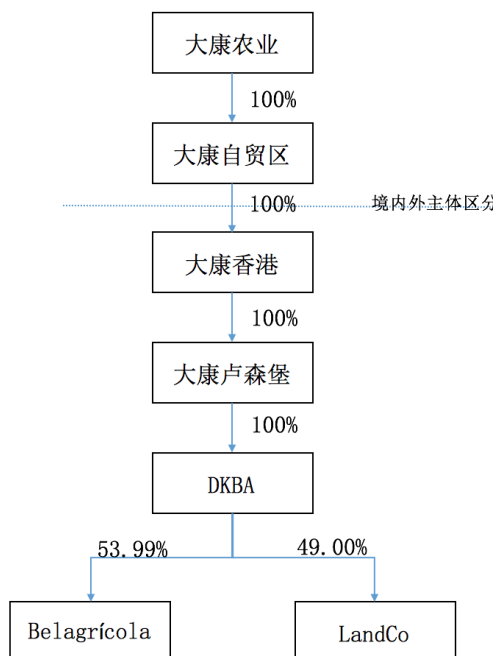 大康农业
100%
大康自贸区
100%
境内外主体区分
大康香港
100%
大康卢森堡
100%
DKBA
53.99%
49.00%
Belagrícola
LandCo